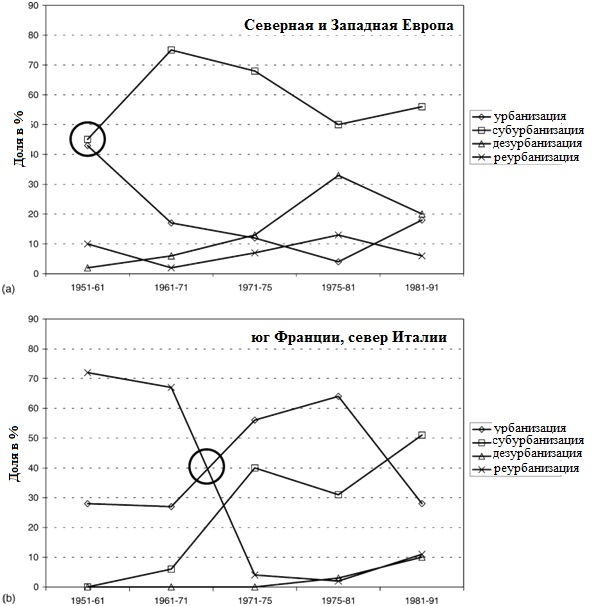 (a)
Северная и Западная Европа
Доля в %
90
80
70
60
50
40
30
20
10
0
1951-61 1961-71 1971-75 1975-81 1981-91
урбанизация
субурбанизация
дезурбанизация
реурбанизация
(b)
юг Франции, север Италии
Доля в %
90
80
70
60
50
40
30
20
10
0
1951-61 1961-71 1971-75 1975-81 1981-91
урбанизация
субурбанизация
дезурбанизация
реурбанизация